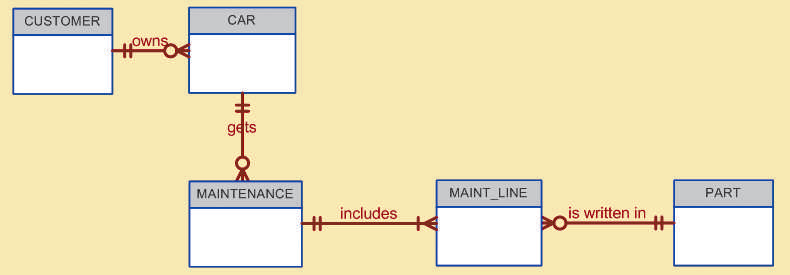 CUSTOMER
owns
CAR
gets
MAINTENANCE
includes
MAINT_LINE
is written in
PART